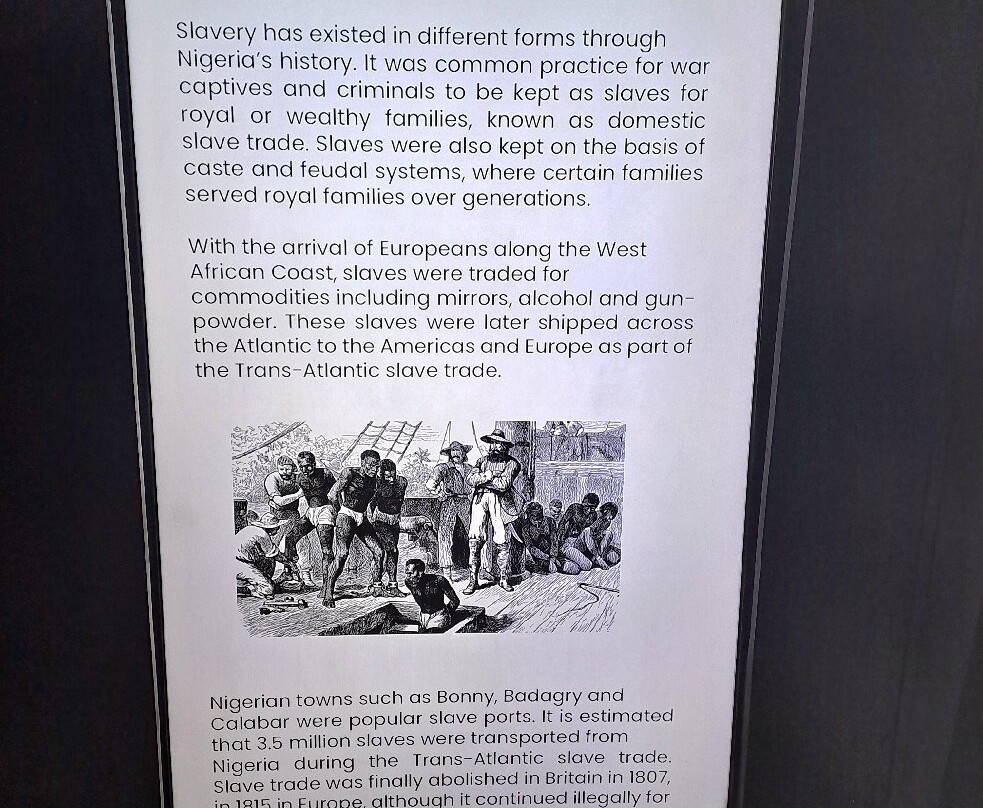 Slavery has existed in different forms through
Nigeria's history. It was common practice for war
captives and criminals to be kept as slaves for
royal or wealthy families, known as domestic
slave trade. Slaves were also kept on the basis of
caste and feudal systems, where certain families
served royal families over generations.
With the arrival of Europeans along the West
African Coast, slaves were traded for
commodities including mirrors, alcohol and gun-
powder. These slaves were later shipped across
the Atlantic to the Americas and Europe as part of
the Trans-Atlantic slave trade.
Nigerian towns such as Bonny, Badagry and
Calabar were popular slave ports. It is estimated
that 3.5 million slaves were transported from
Nigeria during the Trans-Atlantic slave trade.
Slave trade was finally abolished in Britain in 1807,
in 1815 in Europe, although it continued illegally for